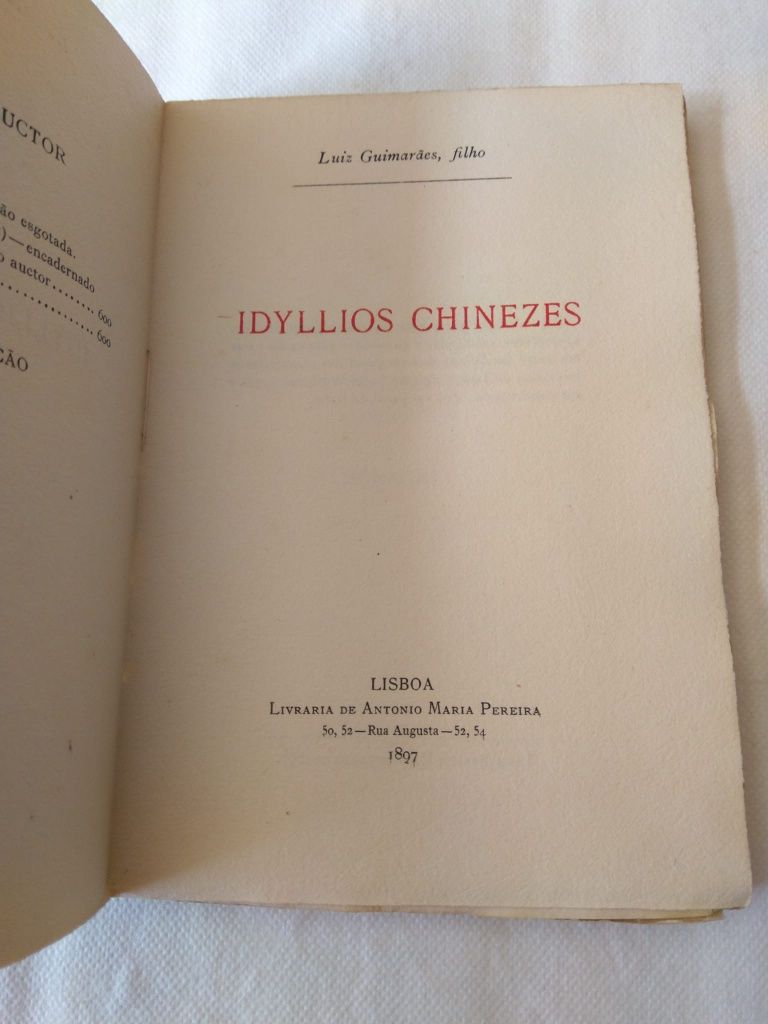 UCTOR
ão esgotada.
)—encadernado
o auctor........ 600
................ 600
ÇÃO
Luiz Guimarães, filho
IDYLLIOS CHINEZES
LISBOA
Livraria de Antonio Maria Pereira
50, 52—Rua Augusta—52, 54
1897